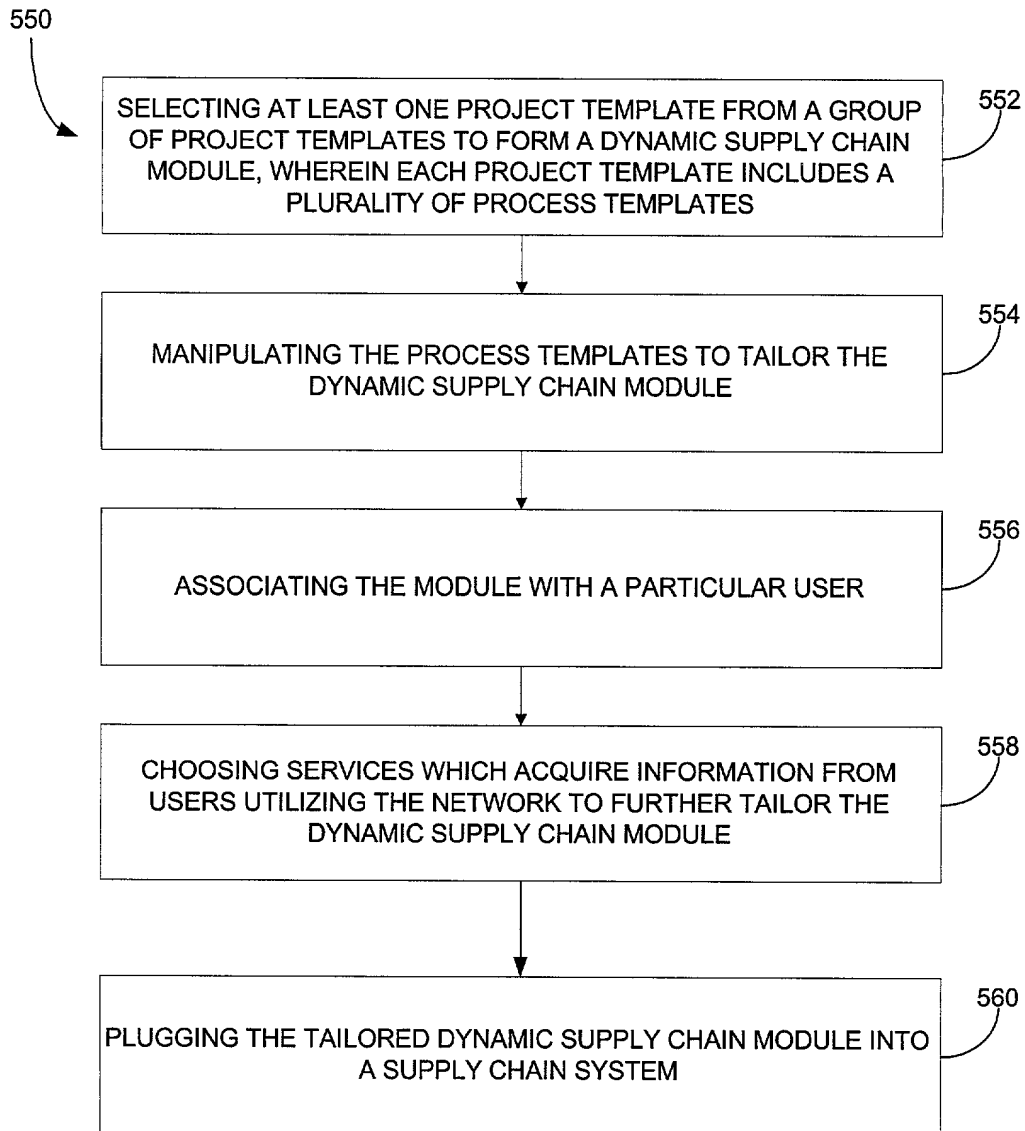 550
SELECTING AT LEAST ONE PROJECT TEMPLATE FROM A GROUP
OF PROJECT TEMPLATES TO FORM A DYNAMIC SUPPLY CHAIN
MODULE, WHEREIN EACH PROJECT TEMPLATE INCLUDES A
PLURALITY OF PROCESS TEMPLATES
552
MANIPULATING THE PROCESS TEMPLATES TO TAILOR THE
DYNAMIC SUPPLY CHAIN MODULE
554
ASSOCIATING THE MODULE WITH A PARTICULAR USER
556
CHOOSING SERVICES WHICH ACQUIRE INFORMATION FROM
USERS UTILIZING THE NETWORK TO FURTHER TAILOR THE
DYNAMIC SUPPLY CHAIN MODULE
558
PLUGGING THE TAILORED DYNAMIC SUPPLY CHAIN MODULE INTO
A SUPPLY CHAIN SYSTEM
560